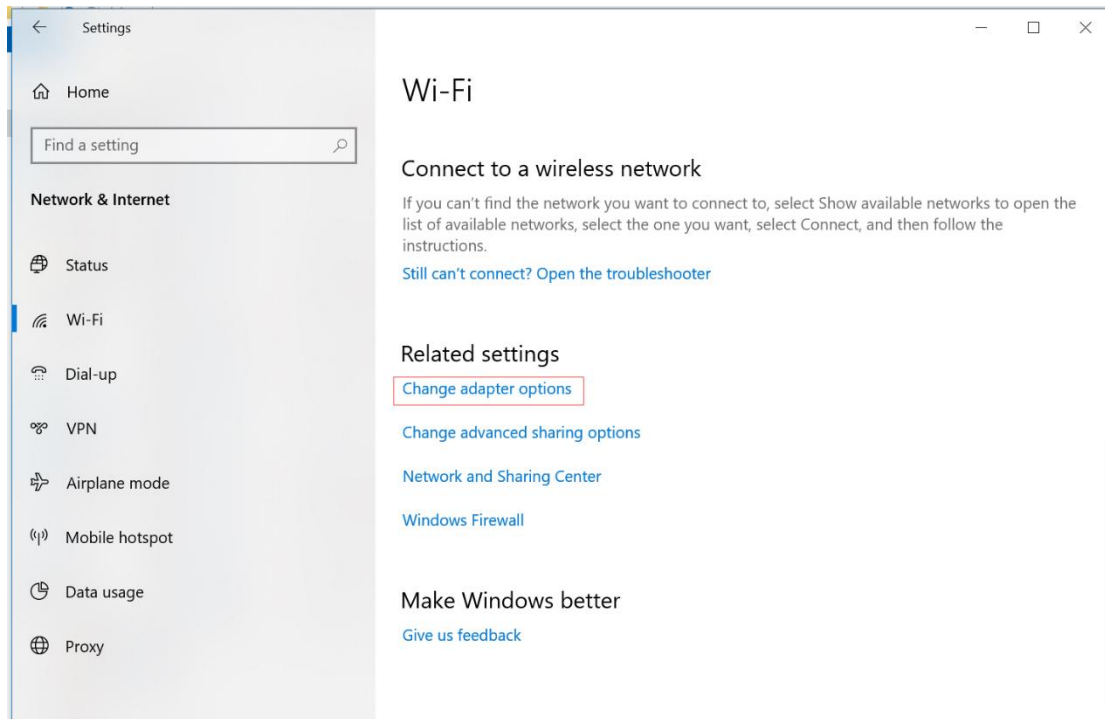 Settings
Home
Find a setting
Network & Internet
Status
Wi-Fi
Dial-up
VPN
Airplane mode
Mobile hotspot
Data usage
Proxy
Wi-Fi
Connect to a wireless network
If you can't find the network you want to connect to, select Show available networks to open the
list of available networks, select the one you want, select Connect, and then follow the
instructions.
Still can't connect? Open the troubleshooter
Related settings
Change adapter options
Change advanced sharing options
Network and Sharing Center
Windows Firewall
Make Windows better
Give us feedback